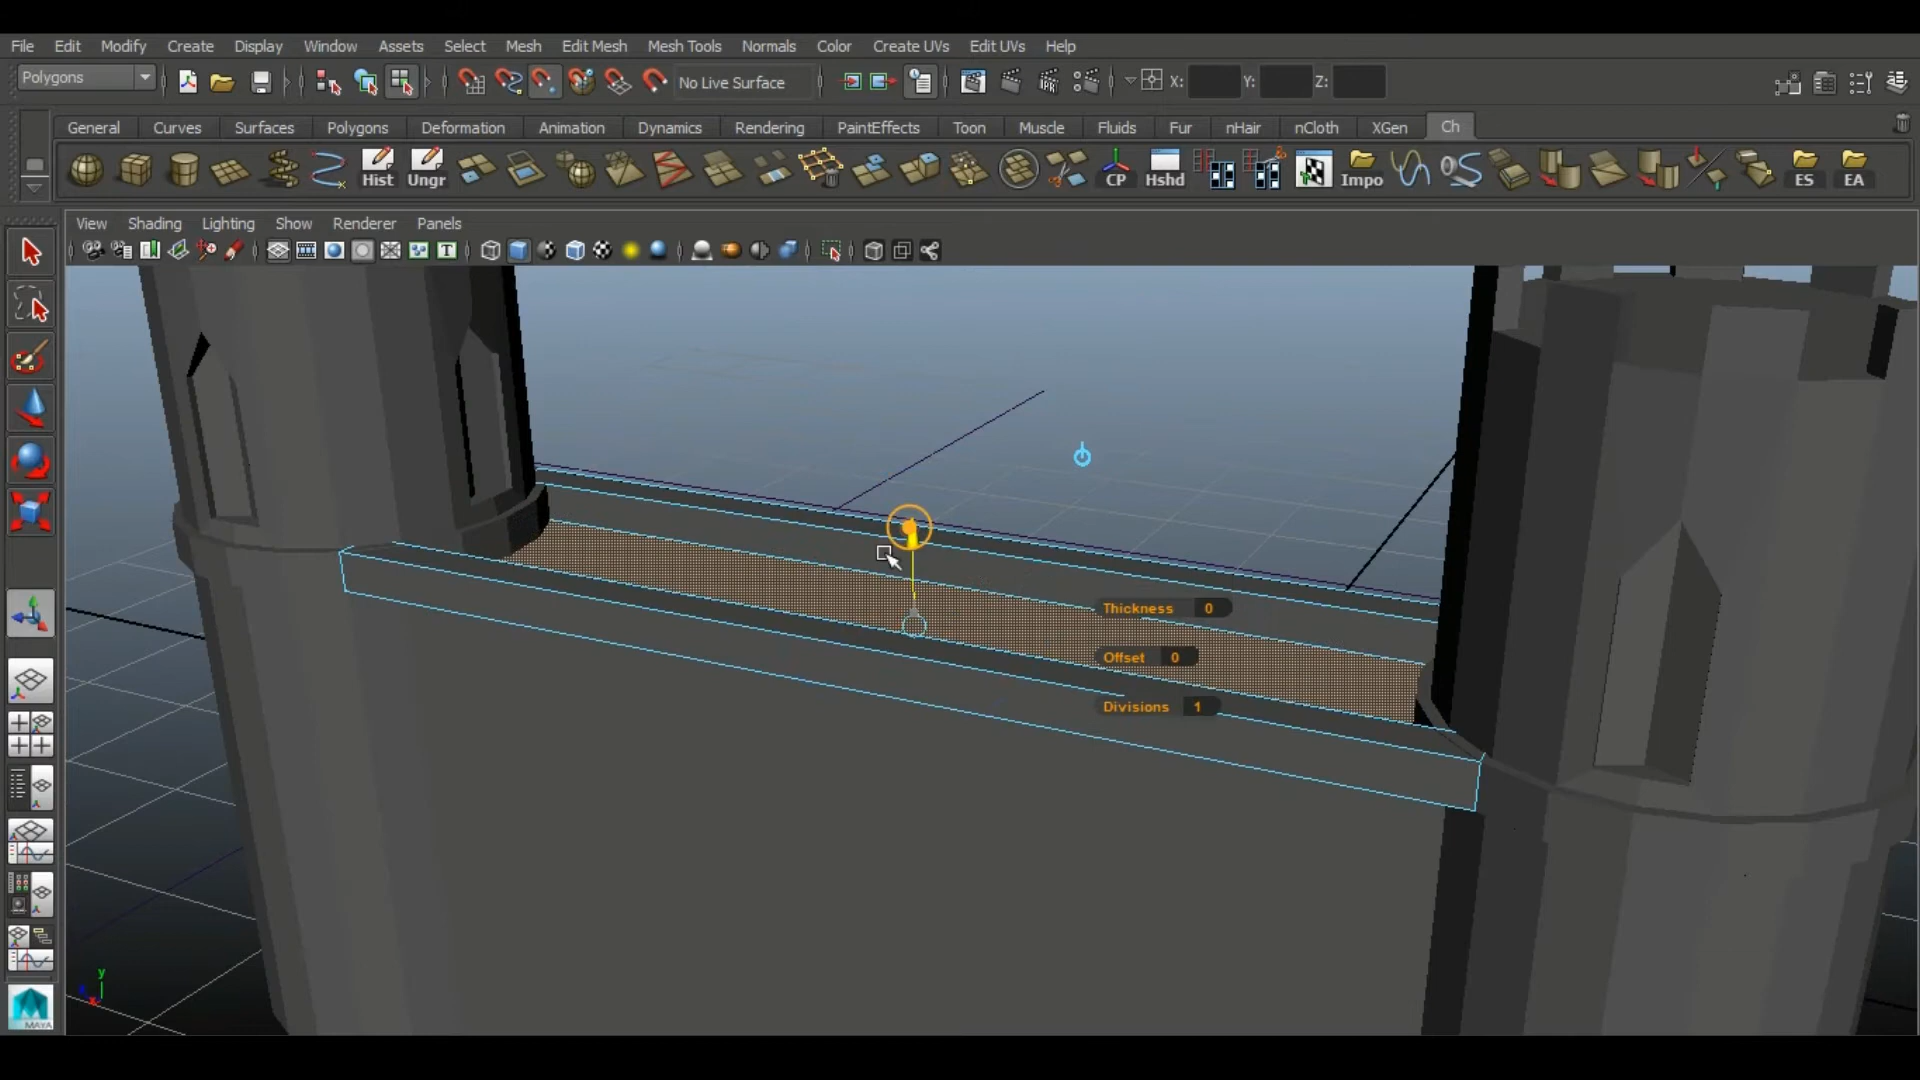 File Edit Modify Create Display Window Assets Select Mesh Edit Mesh Mesh Tools Normals Color Create UVs Edit UVs Help
Polygons No Live Surface X: Y: Z:
General Curves Surfaces Polygons Deformation Animation Dynamics Rendering PaintEffects Toon Muscle Fluids Fur nHair nCloth XGen Ch
Hist Ungr CP Hshd Impo ES EA
View Shading Lighting Show Renderer Panels
T
Thickness 0
Offset 0
Divisions 1
y
x
MAYA